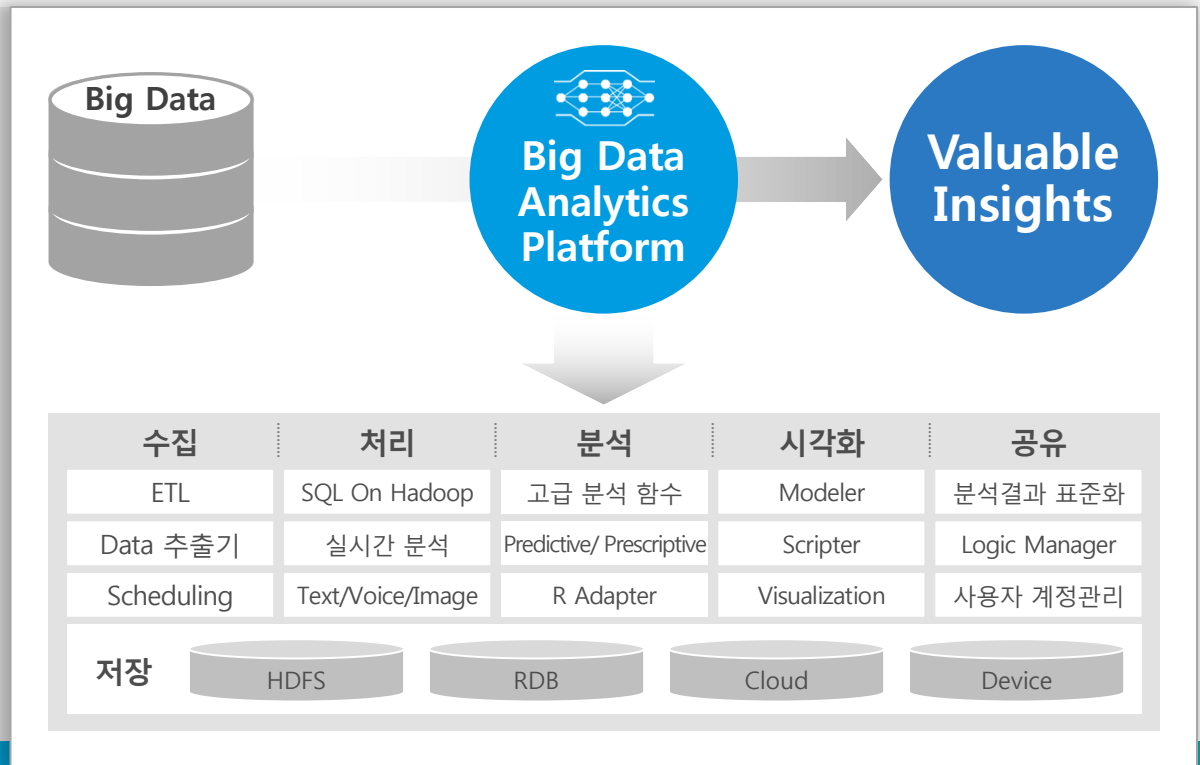 Big Data
Big Data
Analytics
Platform
Valuable
Insights
수집 처리 분석 시각화 공유
ETL SQL On Hadoop 고급 분석 함수 Modeler 분석결과 표준화
Data 추출기 실시간 분석 Predictive/ Prescriptive Scripter Logic Manager
Scheduling Text/Voice/Image R Adapter Visualization 사용자 계정관리
저장 HDFS RDB Cloud Device